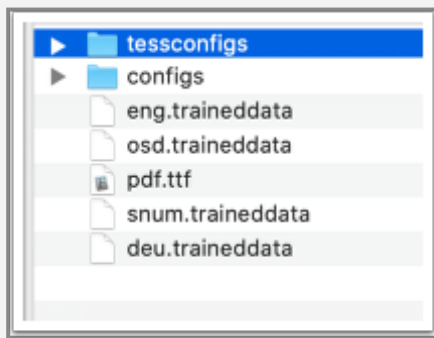 tessconfigs
configs
eng.traineddata
osd.traineddata
pdf.ttf
snum.traineddata
deu.traineddata